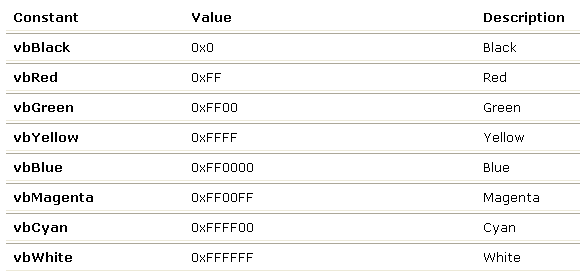 Constant Value Description
vbBlack 0x0 Black
vbRed 0xFF Red
vbGreen 0xFF00 Green
vbYellow 0xFFFF Yellow
vbBlue 0xFF0000 Blue
vbMagenta 0xFF00FF Magenta
vbCyan 0xFFFF00 Cyan
vbWhite 0xFFFFFF White